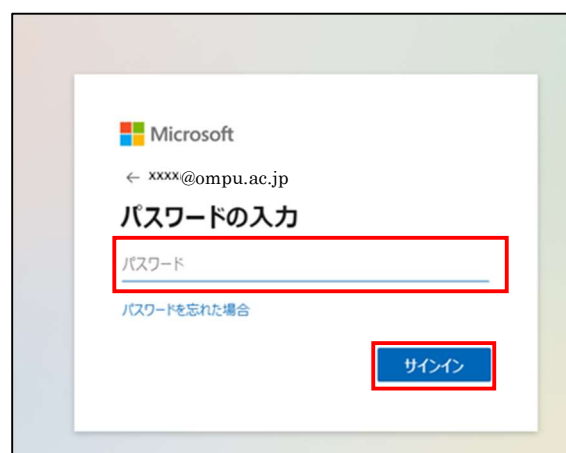 Microsoft
← xxxx@ompu.ac.jp
パスワードの入力
パスワード
パスワードを忘れた場合
サインイン